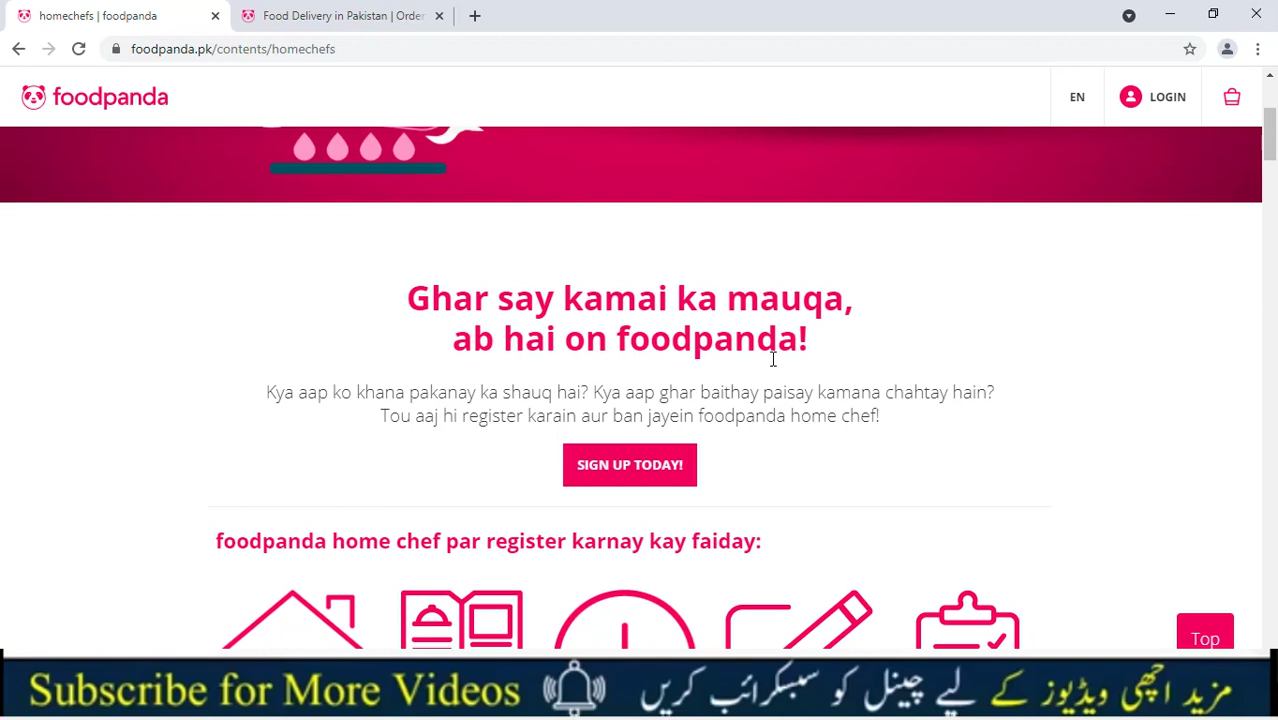 homechefs | foodpanda
Food Delivery in Pakistan | Order
foodpanda.pk/contents/homechefs
foodpanda
EN
LOGIN
Ghar say kamai ka mauqa,
ab hai on foodpanda!
Kya aap ko khana pakanay ka shauq hai? Kya aap ghar baithay paisay kamana chahtay hain?
Tou aaj hi register karain aur ban jayein foodpanda home chef!
SIGN UP TODAY!
foodpanda home chef par register karnay kay faiday:
Top
Subscribe for More Videos
مزید اچھی ویڈیوز کے لیے چینل کو سبسکرائب کریں